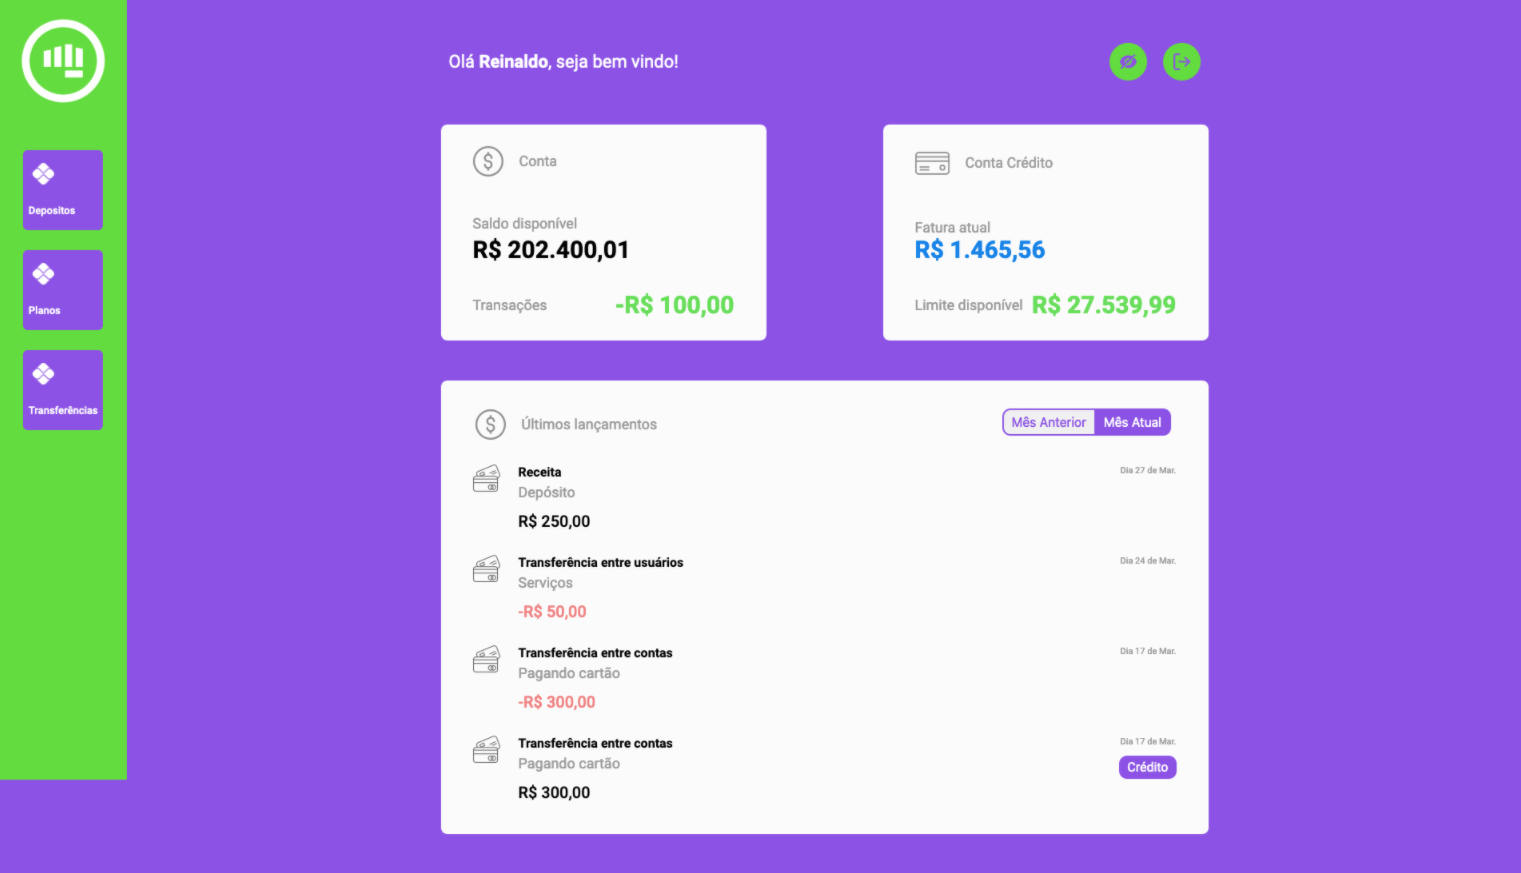 Olá Reinaldo, seja bem vindo!
Depositos
Planos
Transferências
Conta
Saldo disponível
R$ 202.400,01
Transações -R$ 100,00
Conta Crédito
Fatura atual
R$ 1.465,56
Limite disponível R$ 27.539,99
Últimos lançamentos
Mês Anterior Mês Atual
Receita
Dia 27 de Mar.
Depósito
R$ 250,00
Transferência entre usuários
Dia 24 de Mar.
Serviços
-R$ 50,00
Transferência entre contas
Dia 17 de Mar.
Pagando cartão
-R$ 300,00
Transferência entre contas
Dia 17 de Mar.
Pagando cartão
Crédito
R$ 300,00